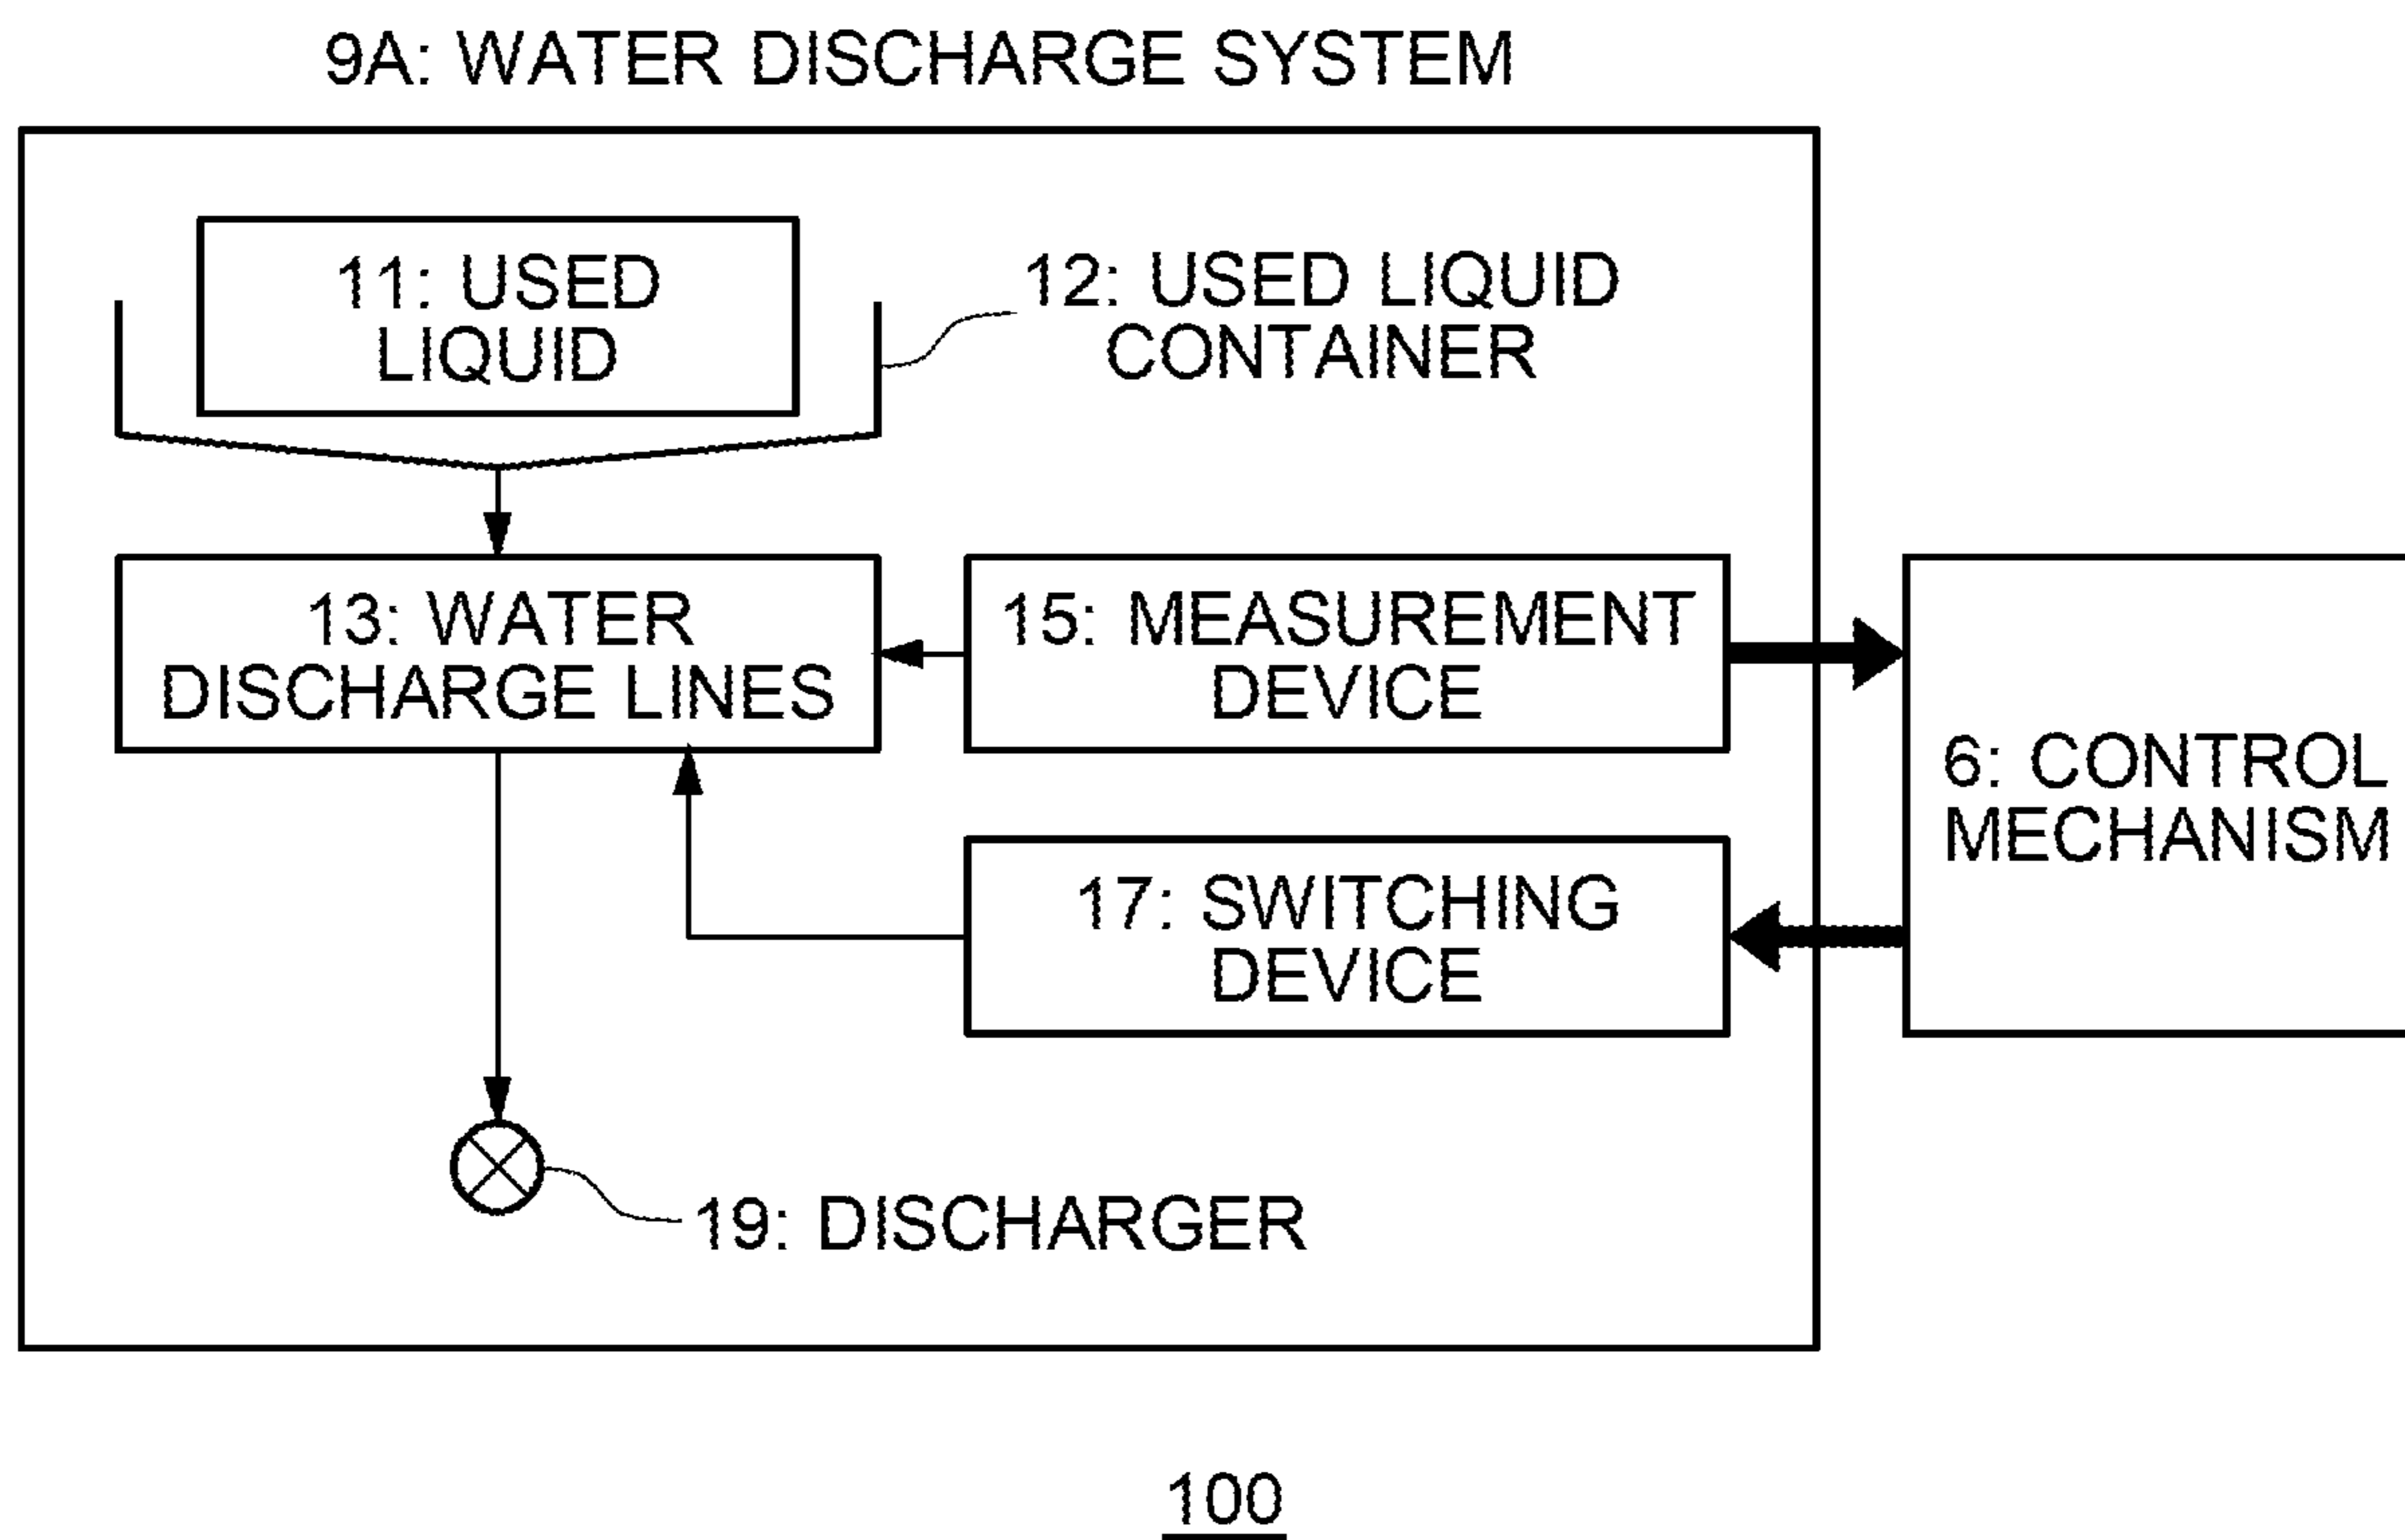 9A: WATER DISCHARGE SYSTEM
11: USED
LIQUID
12: USED LIQUID
CONTAINER
13: WATER
DISCHARGE LINES
15: MEASUREMENT
DEVICE
6: CONTROL
MECHANISM
17: SWITCHING
DEVICE
19: DISCHARGER
100